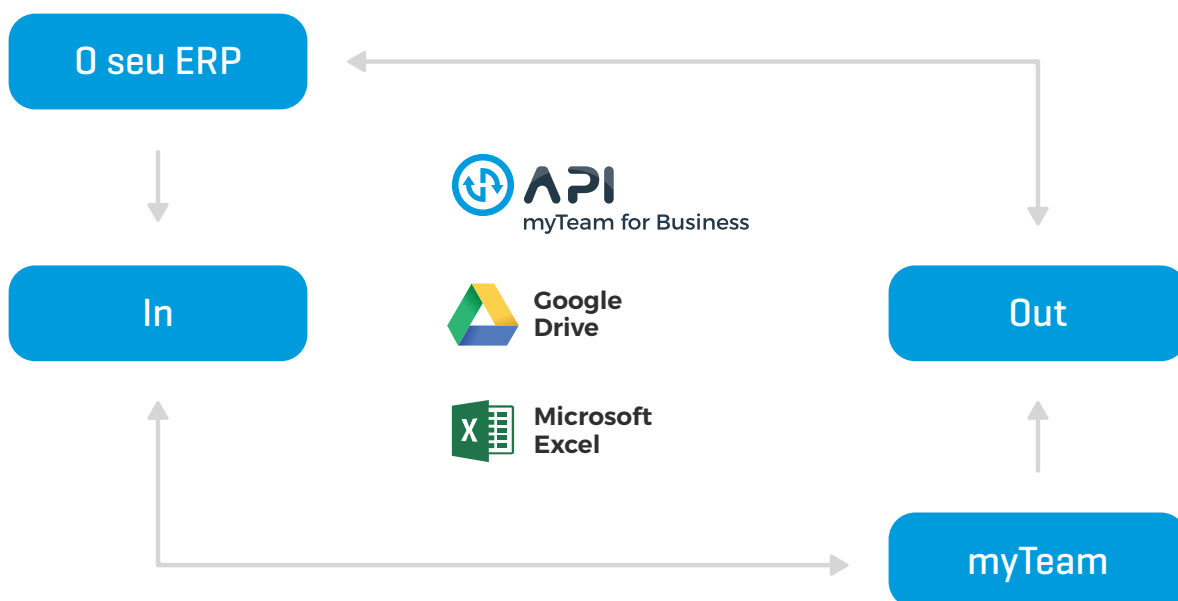 O seu ERP
API
myTeam for Business
In
Google
Drive
Out
X
Microsoft
Excel
myTeam